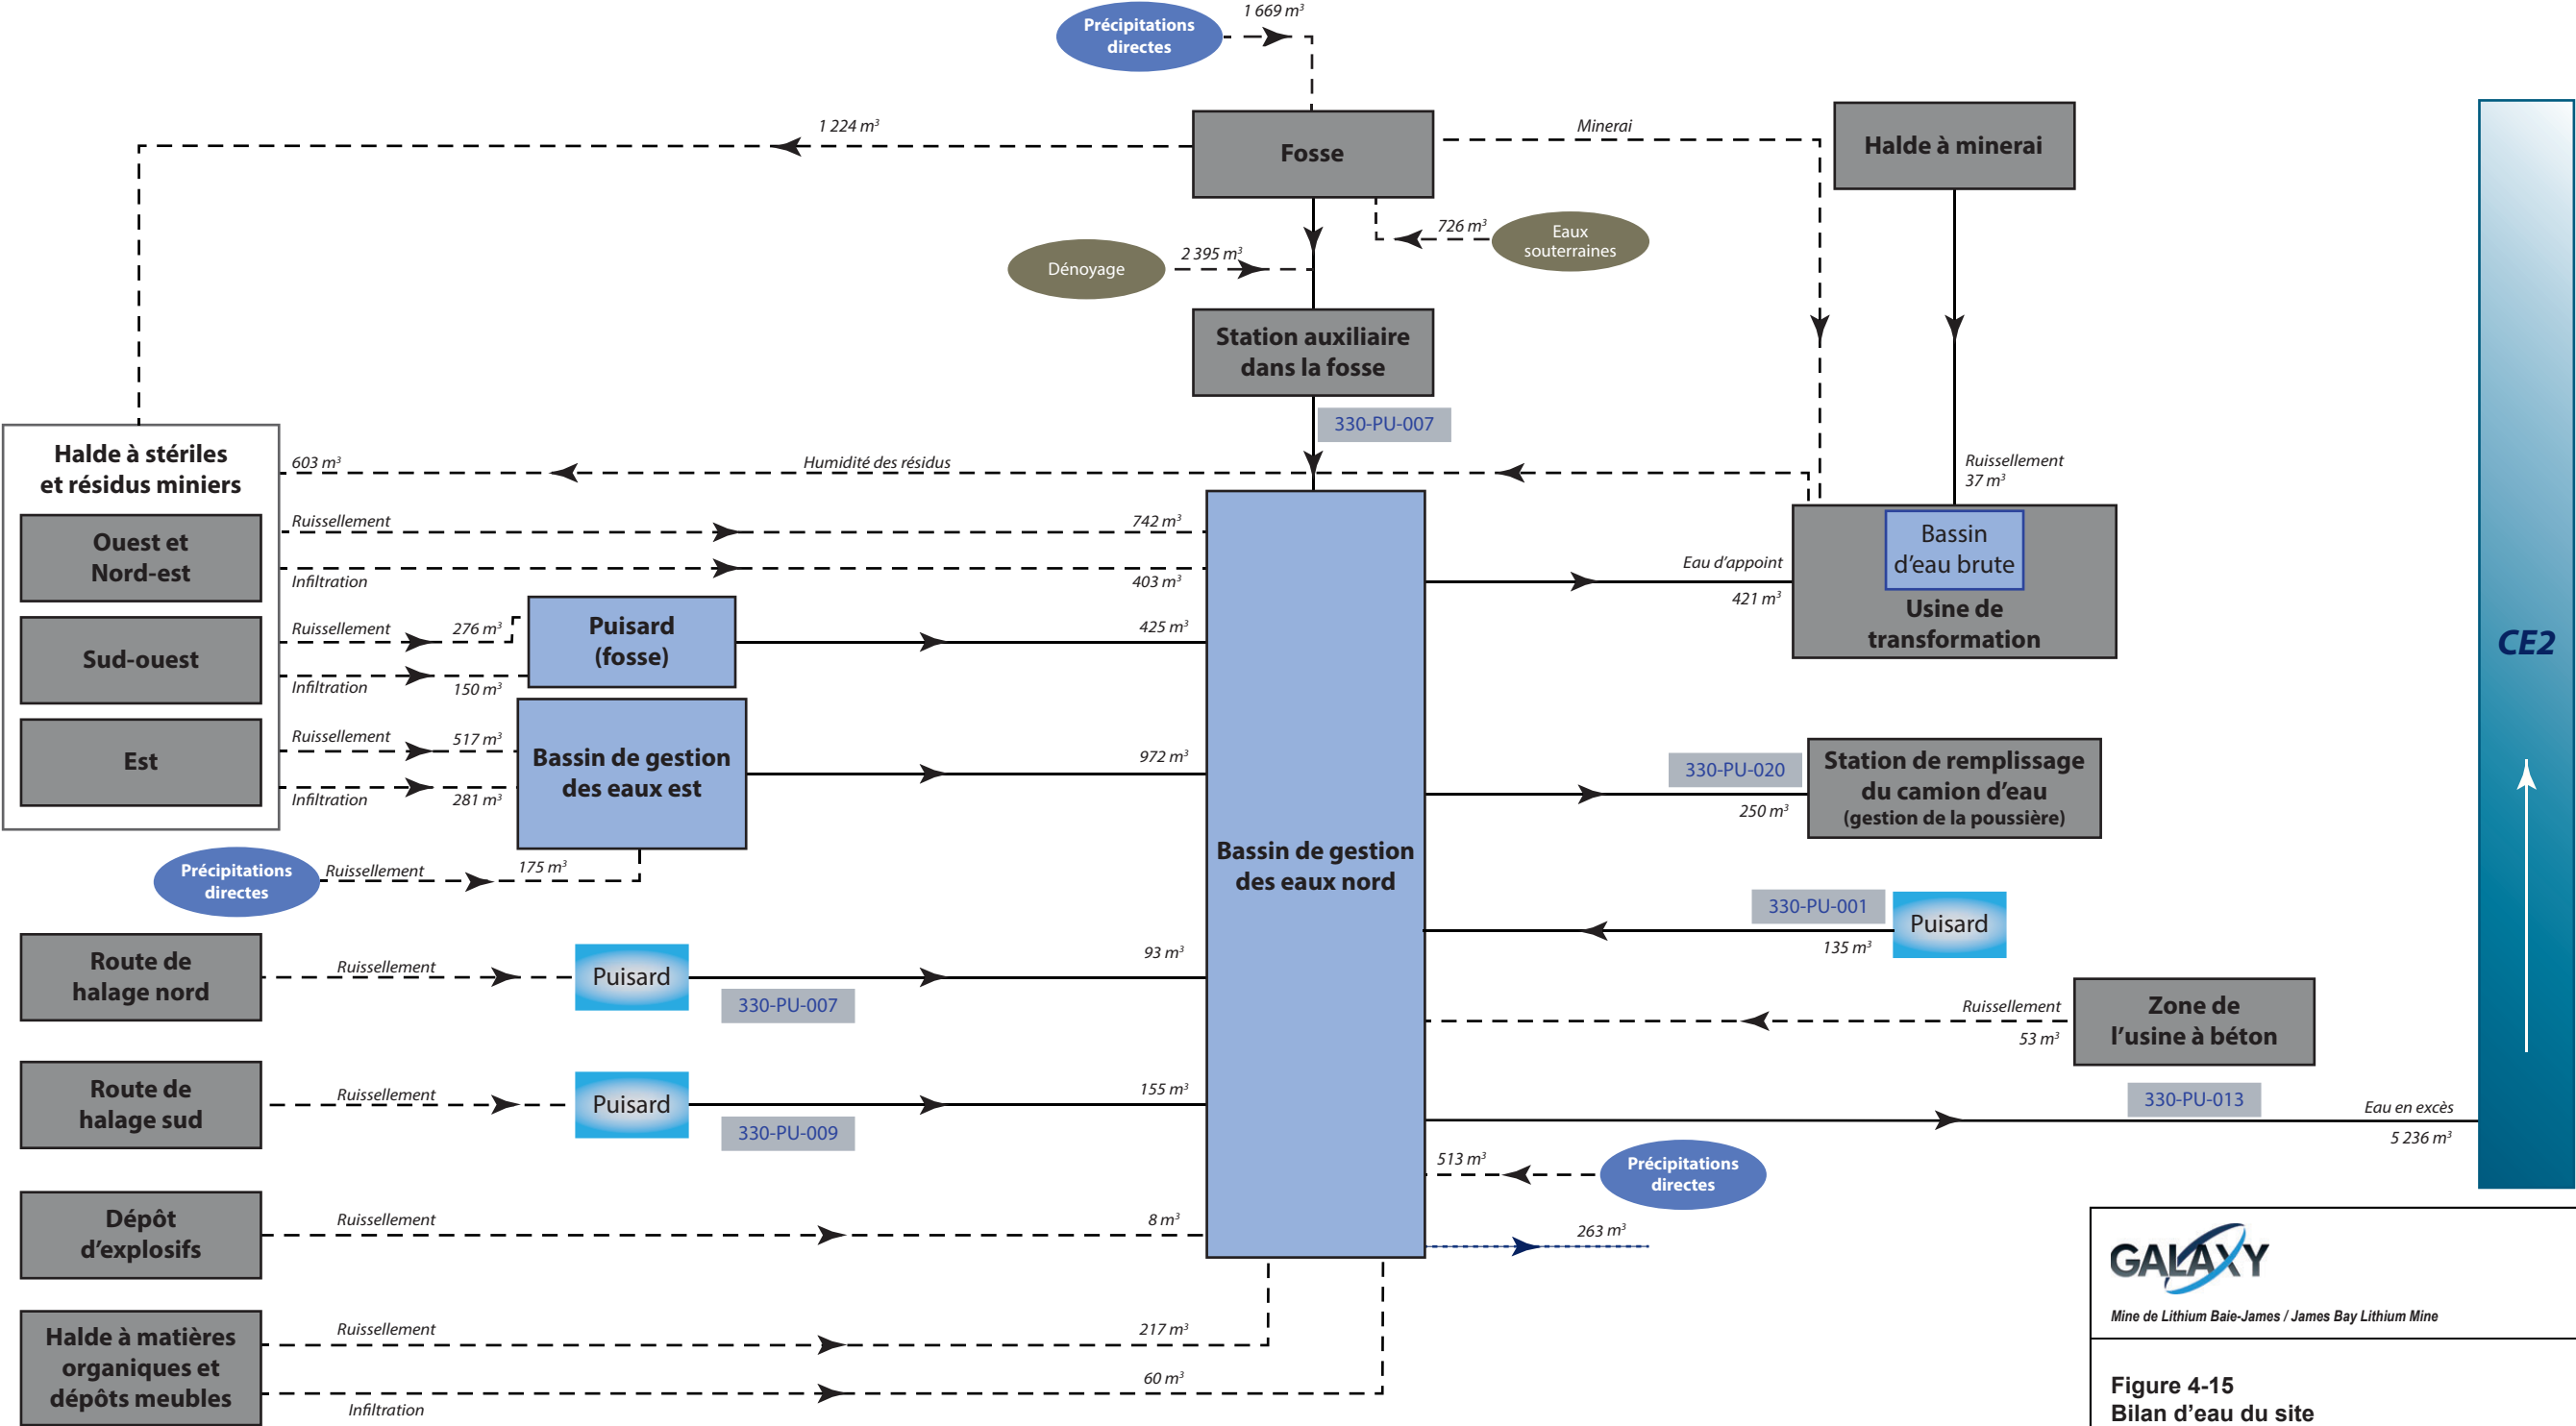 Précipitations
directes
1 669 m³
1 224 m³
Fosse
Minerai
Halde à minerai
726 m³
Eaux
souterraines
Dénoyage
2 395 m³
Station auxiliaire
dans la fosse
330-PU-007
Halde à stériles
et résidus miniers
603 m³
Humidité des résidus
Ruissellement
37 m³
Ouest et
Nord-est
Ruissellement
742 m³
Infiltration
403 m³
Bassin
d'eau brute
Usine de
transformation
Eau d'appoint
421 m³
Sud-ouest
Ruissellement
276 m³
Infiltration
150 m³
Puisard
(fosse)
425 m³
CE2
Est
Ruissellement
517 m³
Infiltration
281 m³
Bassin de gestion
des eaux est
972 m³
330-PU-020
250 m³
Station de remplissage
du camion d'eau
(gestion de la poussière)
Bassin de gestion
des eaux nord
Précipitations
directes
Ruissellement
175 m³
330-PU-001
135 m³
Puisard
Route de
halage nord
Ruissellement
Puisard
330-PU-007
93 m³
Ruissellement
53 m³
Zone de
l'usine à béton
Route de
halage sud
Ruissellement
Puisard
330-PU-009
155 m³
330-PU-013
Eau en excès
5 236 m³
513 m³
Précipitations
directes
Dépôt
d'explosifs
Ruissellement
8 m³
263 m³
Halde à matières
organiques et
dépôts meubles
Ruissellement
217 m³
60 m³
Infiltration
GALAXY
Mine de Lithium Baie-James / James Bay Lithium Mine
Figure 4-15
Bilan d'eau du site